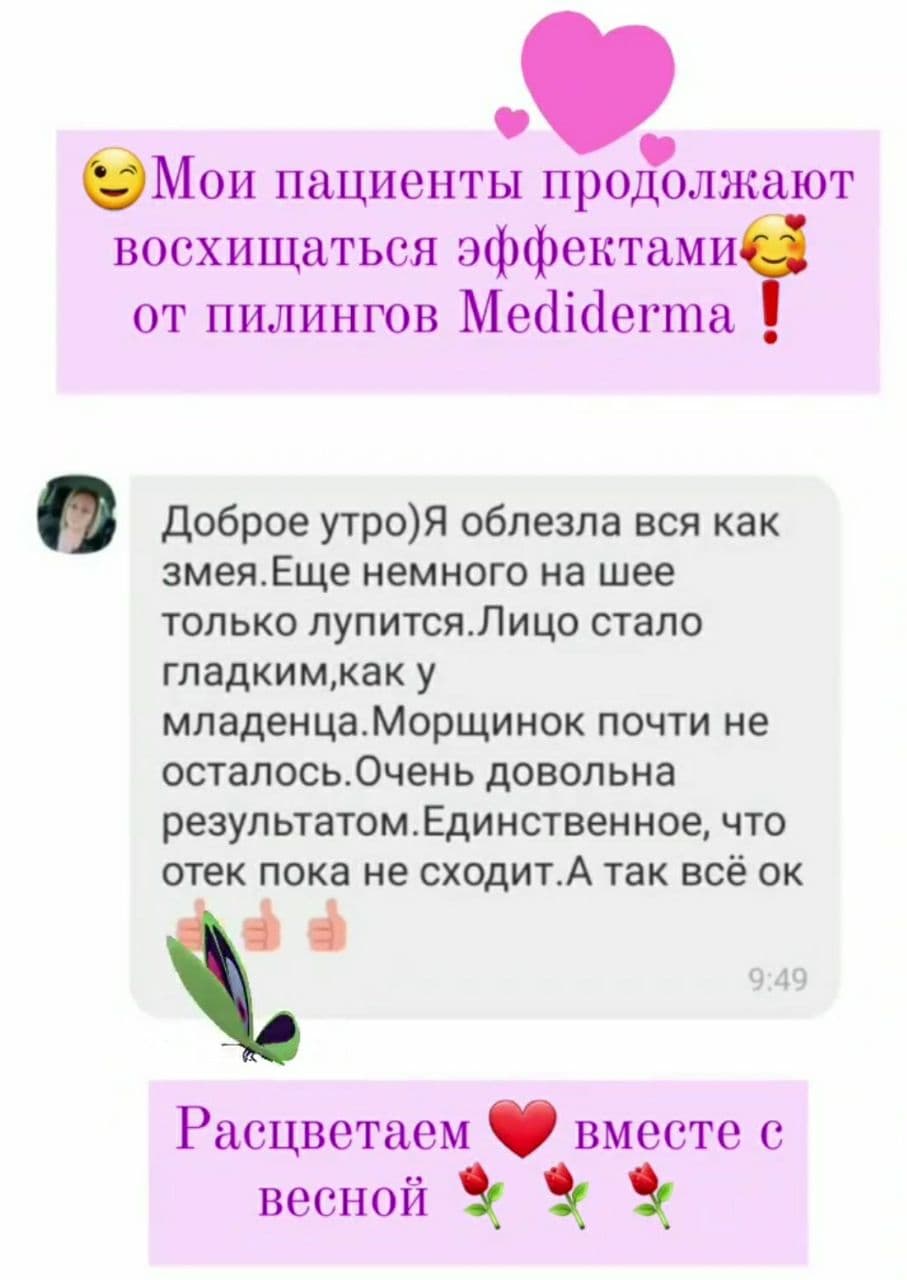 😉Мои пациенты продолжают
восхищаться эффектами🥰
от пилингов Mediderma❗
Доброе утро)Я облезла вся как
змея.Еще немного на шее
только лупится.Лицо стало
гладким,как у
младенца.Морщинок почти не
осталось.Очень довольна
результатом.Единственное, что
отек пока не сходит.А так всё ок
👍👍👍
9:49
Расцветаем ❤️ вместе с
весной 🌹🌹🌹